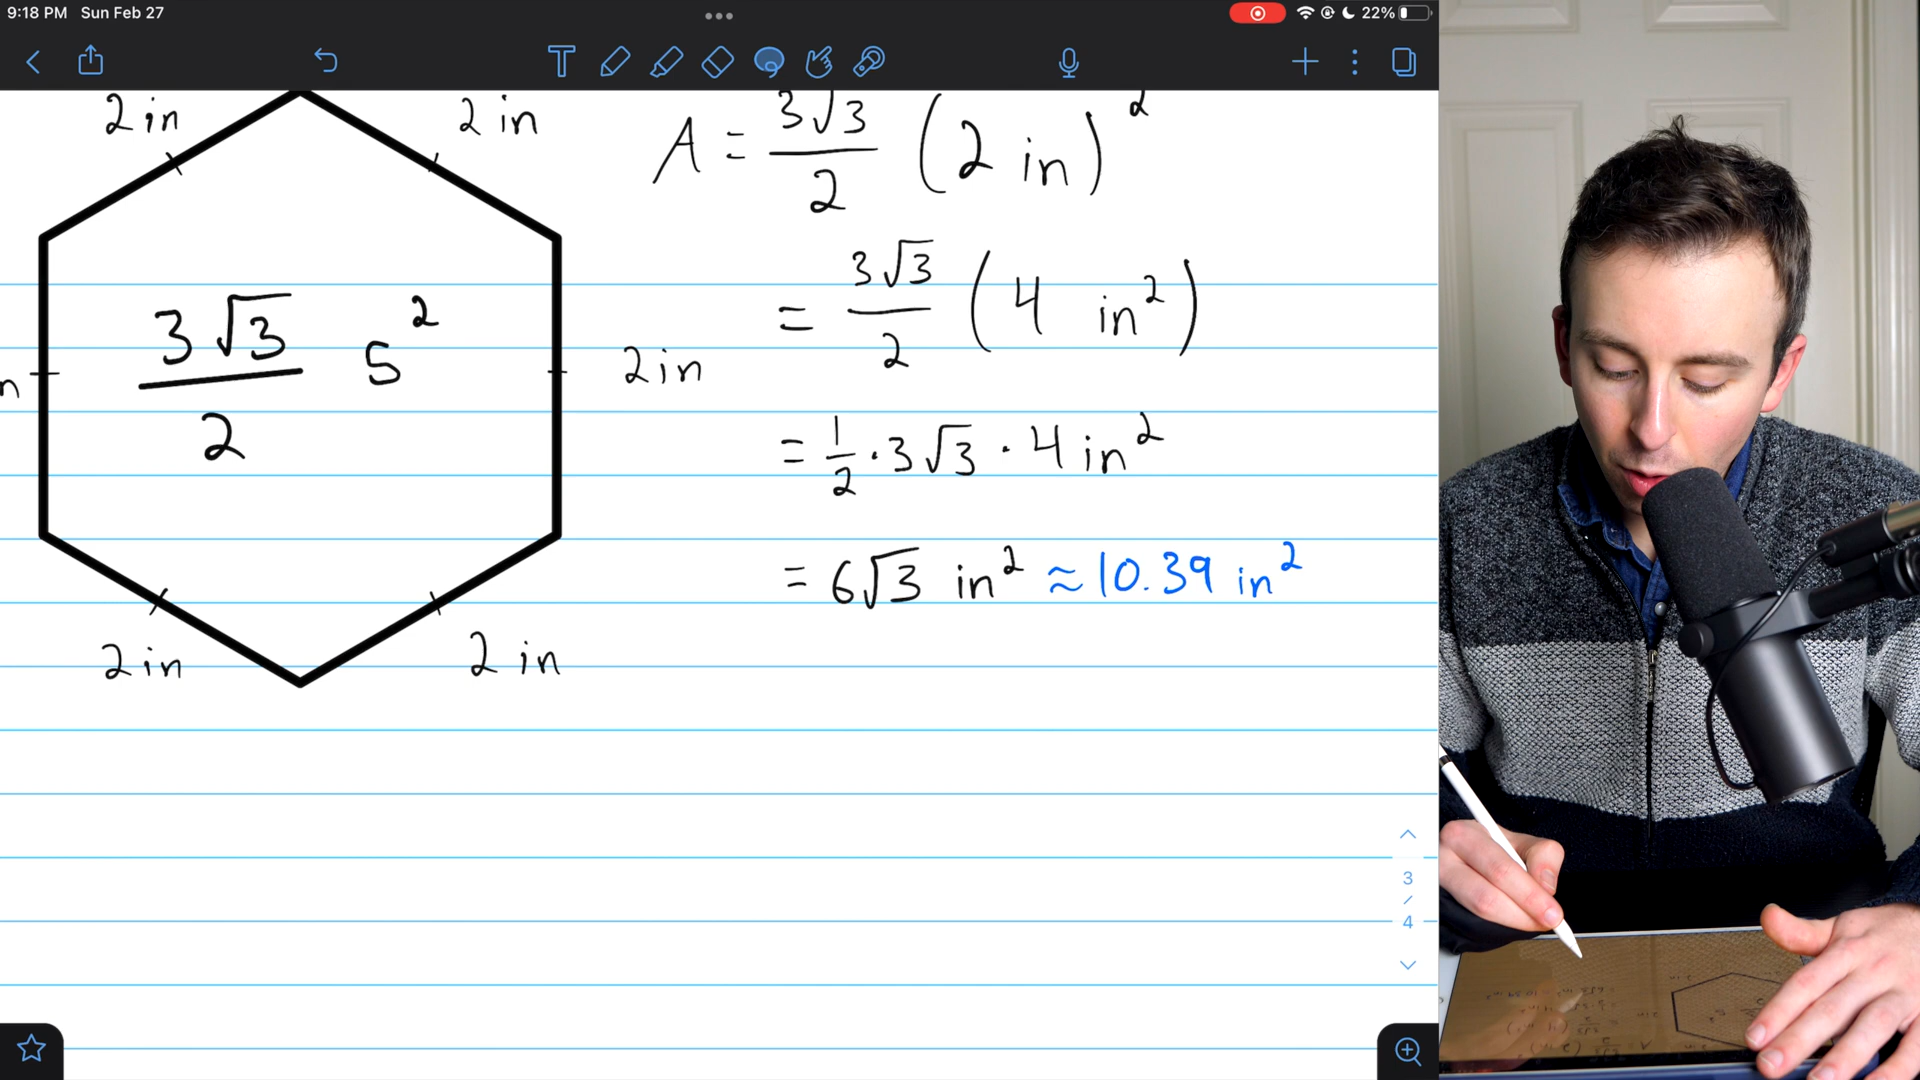 9:18 PM Sun Feb 27
22%
2 in
2 in
A = 3√3/2 (2 in)²
= 3√3/2 (4 in²)
3√3/2 s²
n
2 in
= 1/2 · 3√3 · 4 in²
= 6√3 in² ≈ 10.39 in²
2 in
2 in
3
/
4